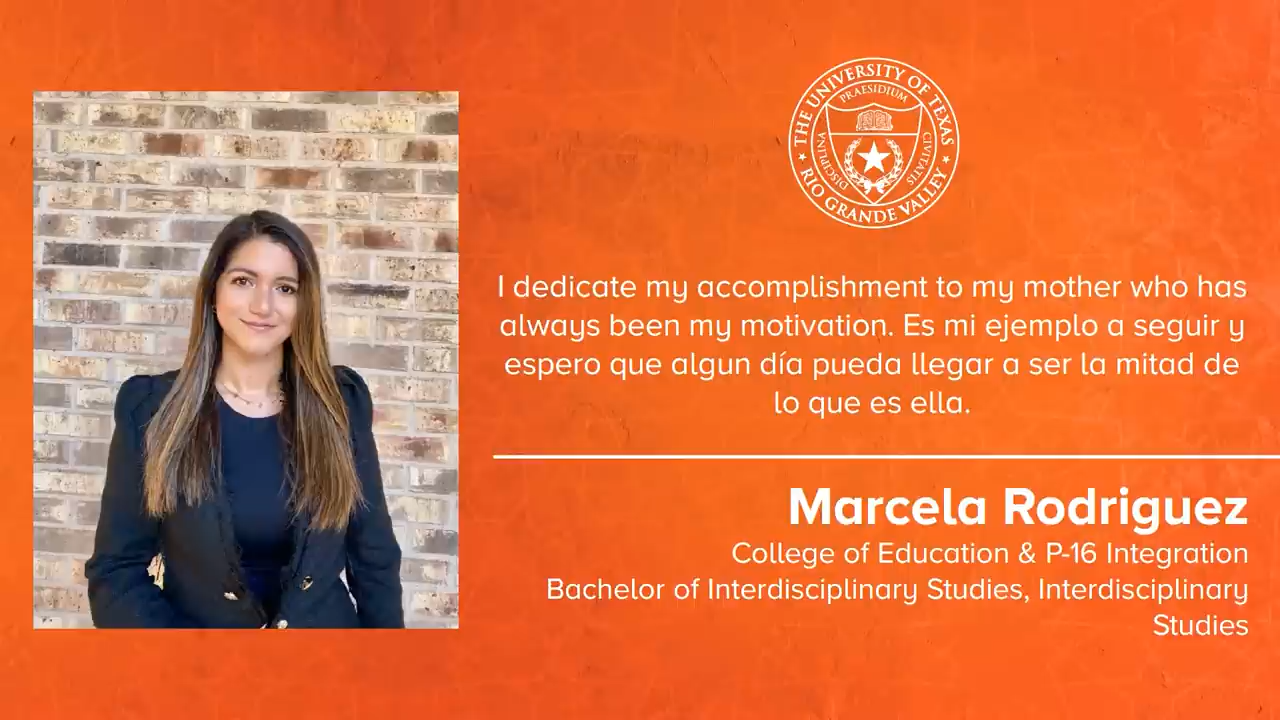 THE UNIVERSITY OF TEXAS
RIO GRANDE VALLEY
PRAESIDIUM
DISCIPLINA
CIVITATIS
I dedicate my accomplishment to my mother who has
always been my motivation. Es mi ejemplo a seguir y
espero que algun día pueda llegar a ser la mitad de
lo que es ella.
Marcela Rodriguez
College of Education & P-16 Integration
Bachelor of Interdisciplinary Studies, Interdisciplinary
Studies